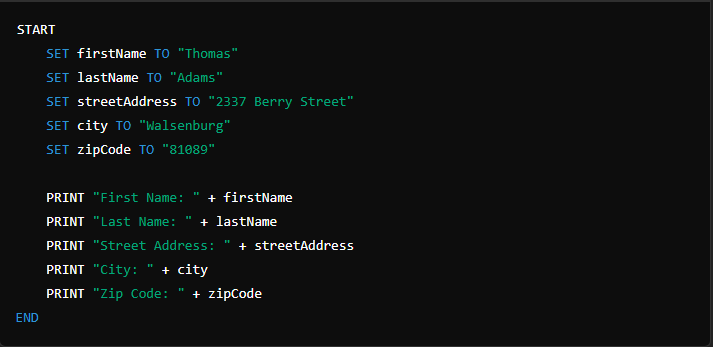 START
SET firstName TO "Thomas"
SET lastName TO "Adams"
SET streetAddress TO "2337 Berry Street"
SET city TO "Walsenburg"
SET zipCode TO "81089"
PRINT "First Name: " + firstName
PRINT "Last Name: " + lastName
PRINT "Street Address: " + streetAddress
PRINT "City: " + city
PRINT "Zip Code: " + zipCode
END